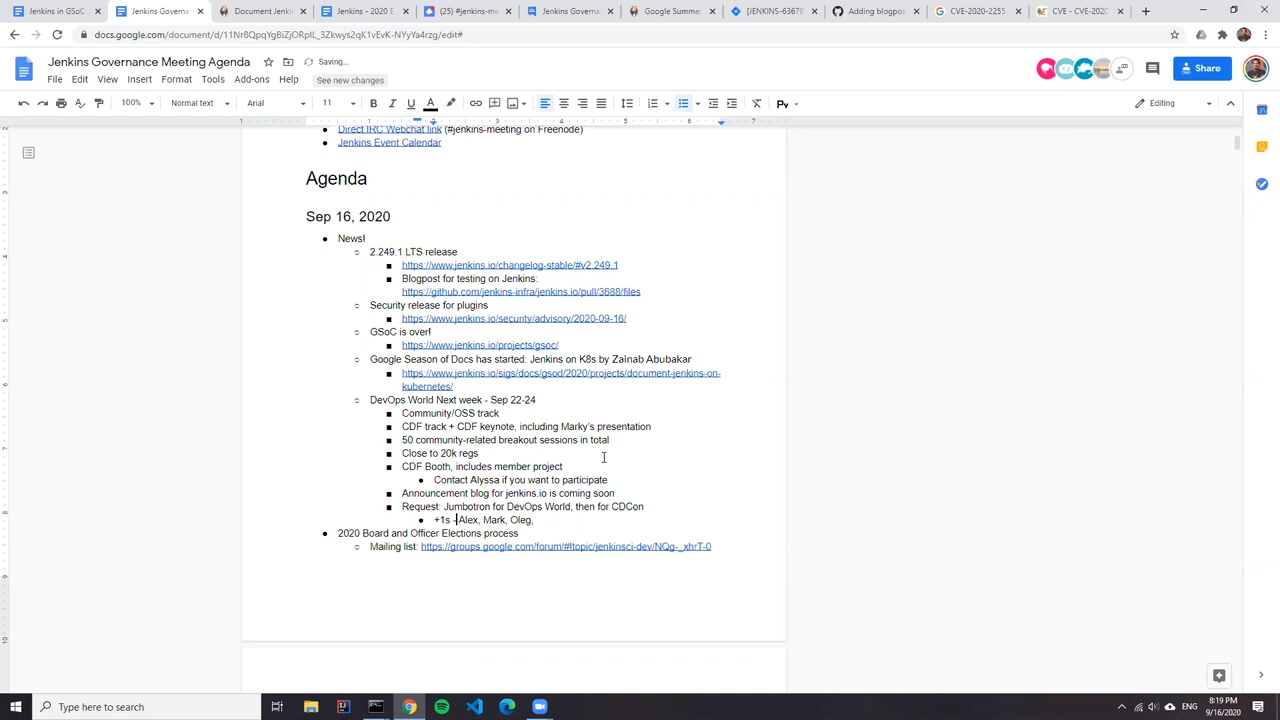 Jenkins in GSoC
Jenkins Governa
Document Jenkin
Jenkins - 2020 E
(25) #jenkins-me
Jenkins Governa
Google Summer
[JENKINS-63678
Adding blogpos
CVE-2020-2255
CVE - CVE-2020
docs.google.com/document/d/11Nr8QpqYgBiZjORplL_3Zkwys2qK1vEvK-NYyYa4rzg/edit#
Jenkins Governance Meeting Agenda
Saving...
File Edit View Insert Format Tools Add-ons Help
See new changes
Share
100%
Normal text
Arial
11
Editing
Direct IRC Webchat link (#jenkins-meeting on Freenode)
Jenkins Event Calendar
Agenda
Sep 16, 2020
News!
2.249.1 LTS release
https://www.jenkins.io/changelog-stable/#v2.249.1
Blogpost for testing on Jenkins:
https://github.com/jenkins-infra/jenkins.io/pull/3688/files
Security release for plugins
https://www.jenkins.io/security/advisory/2020-09-16/
GSoC is over!
https://www.jenkins.io/projects/gsoc/
Google Season of Docs has started: Jenkins on K8s by Zainab Abubakar
https://www.jenkins.io/sigs/docs/gsod/2020/projects/document-jenkins-on-
kubernetes/
DevOps World Next week - Sep 22-24
Community/OSS track
CDF track + CDF keynote, including Marky's presentation
50 community-related breakout sessions in total
Close to 20k regs
CDF Booth, includes member project
Contact Alyssa if you want to participate
Announcement blog for jenkins.io is coming soon
Request: Jumbotron for DevOps World, then for CDCon
+1s - Alex, Mark, Oleg,
2020 Board and Officer Elections process
Mailing list: https://groups.google.com/forum/#!topic/jenkinsci-dev/NQg-_xhrT-0
Type here to search
ENG
8:19 PM
9/16/2020